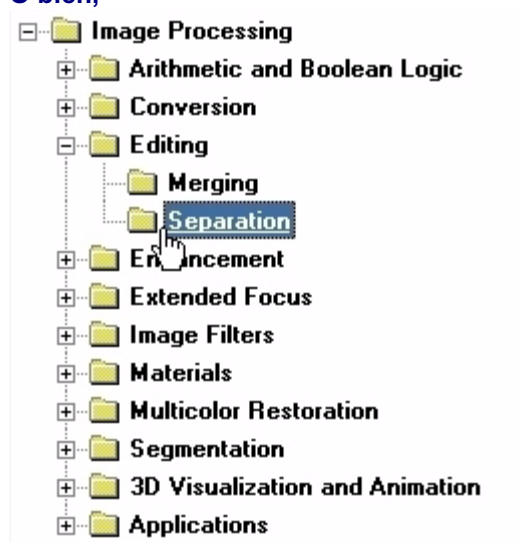 O bien,
Image Processing
Arithmetic and Boolean Logic
Conversion
Editing
Merging
Separation
Enhancement
Extended Focus
Image Filters
Materials
Multicolor Restoration
Segmentation
3D Visualization and Animation
Applications